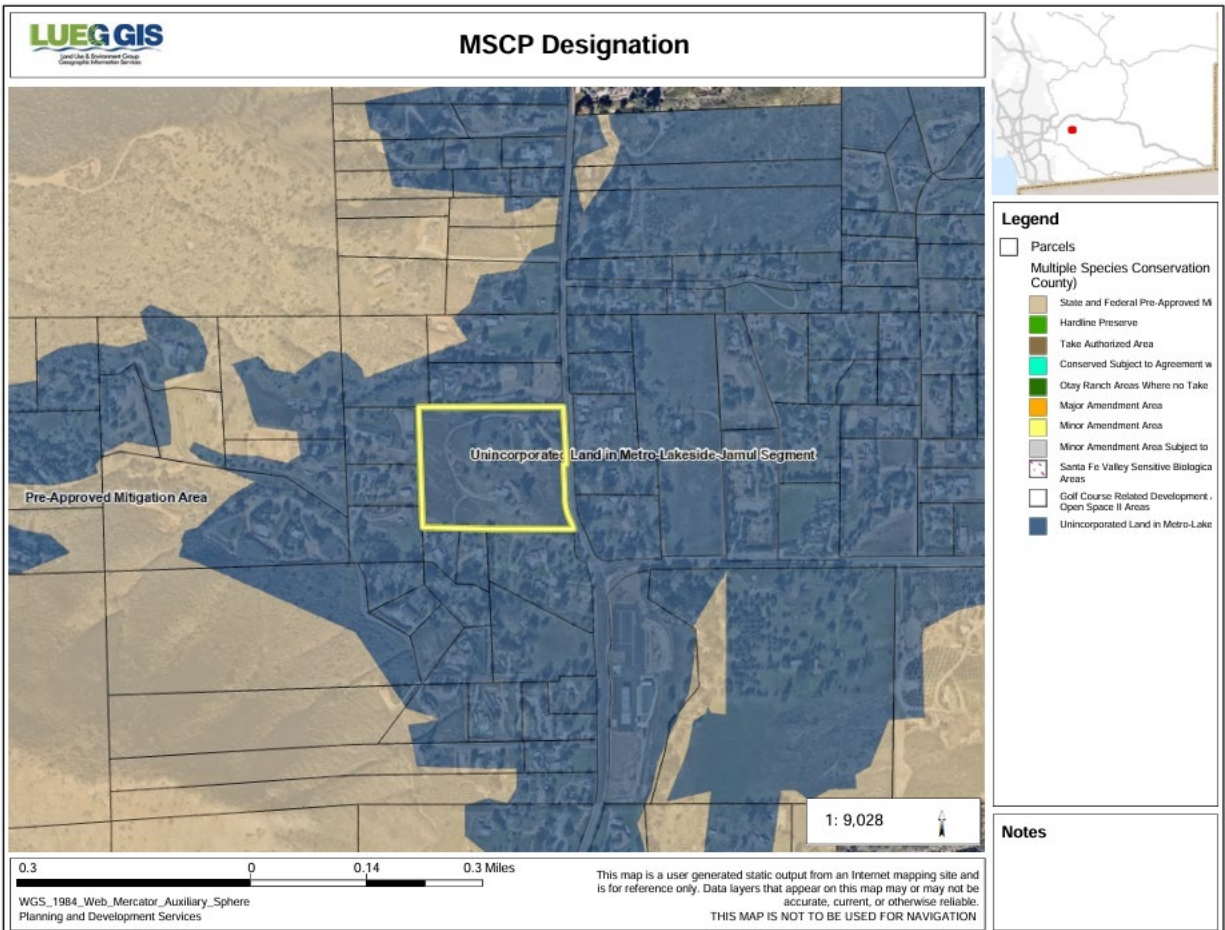 LUEG GIS
Land Use & Environment Group
Geographic Information Services
MSCP Designation
Unincorporated Land in Metro-Lakeside-Jamul Segment
Pre-Approved Mitigation Area
1: 9,028
Legend
Parcels
Multiple Species Conservation
County)
State and Federal Pre-Approved Mi
Hardline Preserve
Take Authorized Area
Conserved Subject to Agreement w
Otay Ranch Areas Where no Take
Major Amendment Area
Minor Amendment Area
Minor Amendment Area Subject to
Santa Fe Valley Sensitive Biologica
Areas
Golf Course Related Development
Open Space II Areas
Unincorporated Land in Metro-Lake
Notes
0.3 0 0.14 0.3 Miles
WGS_1984_Web_Mercator_Auxiliary_Sphere
Planning and Development Services
This map is a user generated static output from an Internet mapping site and
is for reference only. Data layers that appear on this map may or may not be
accurate, current, or otherwise reliable.
THIS MAP IS NOT TO BE USED FOR NAVIGATION